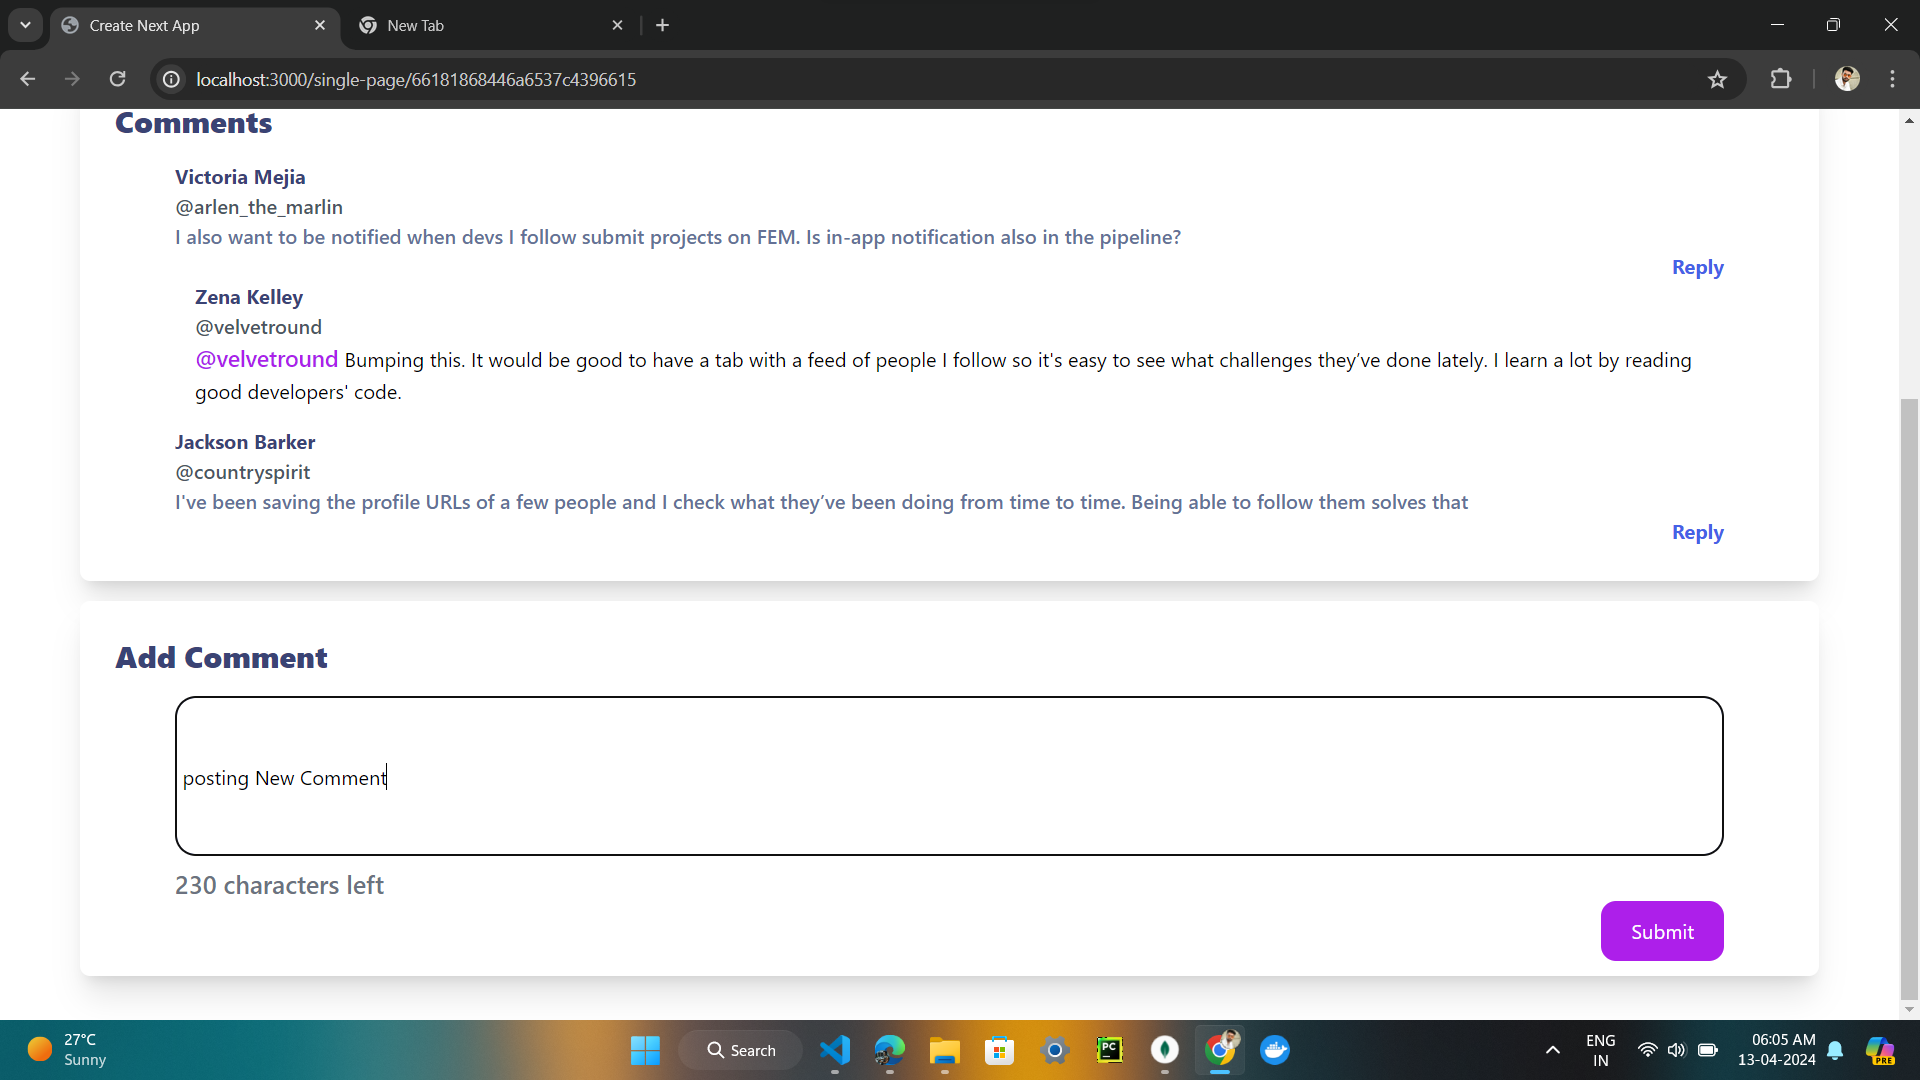 Create Next App
New Tab
localhost:3000/single-page/66181868446a6537c4396615
Comments
Victoria Mejia
@arlen_the_marlin
I also want to be notified when devs I follow submit projects on FEM. Is in-app notification also in the pipeline?
Reply
Zena Kelley
@velvetround
@velvetround Bumping this. It would be good to have a tab with a feed of people I follow so it's easy to see what challenges they’ve done lately. I learn a lot by reading
good developers' code.
Jackson Barker
@countryspirit
I've been saving the profile URLs of a few people and I check what they’ve been doing from time to time. Being able to follow them solves that
Reply
Add Comment
posting New Comment
230 characters left
Submit
27°C
Sunny
Search
PC
ENG
IN
06:05 AM
13-04-2024
PRE